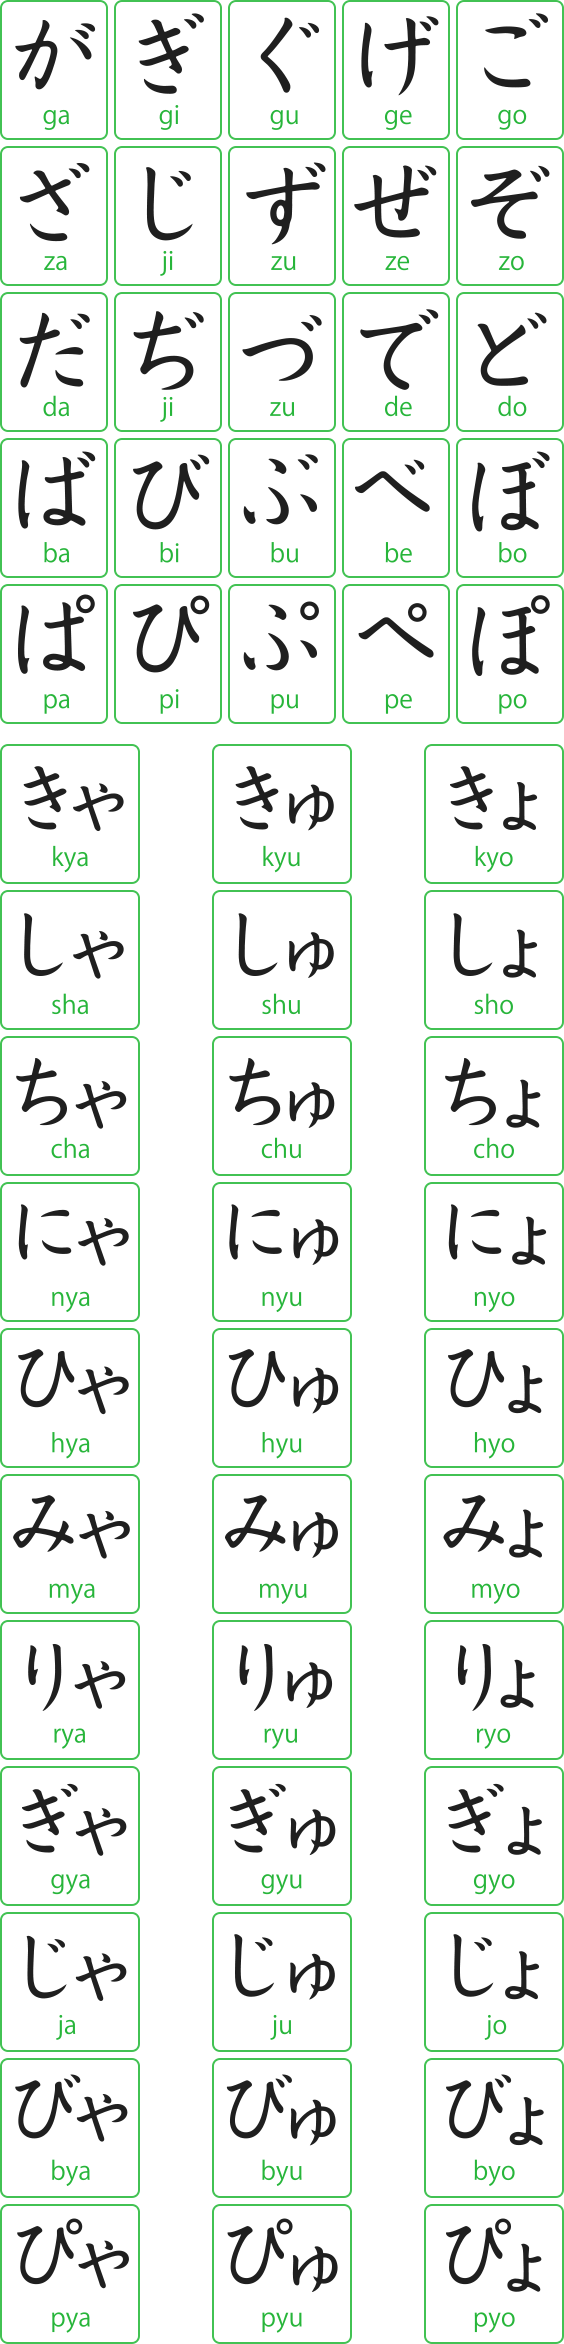 が ぎ ぐ げ ご
ga gi gu ge go
ざ じ ず ぜ ぞ
za ji zu ze zo
だ ぢ づ で ど
da ji zu de do
ば び ぶ べ ぼ
ba bi bu be bo
ぱ ぴ ぷ ぺ ぽ
pa pi pu pe po
きゃ きゅ きょ
kya kyu kyo
しゃ しゅ しょ
sha shu sho
ちゃ ちゅ ちょ
cha chu cho
にゃ にゅ にょ
nya nyu nyo
ひゃ ひゅ ひょ
hya hyu hyo
みゃ みゅ みょ
mya myu myo
りゃ りゅ りょ
rya ryu ryo
ぎゃ ぎゅ ぎょ
gya gyu gyo
じゃ じゅ じょ
ja ju jo
びゃ びゅ びょ
bya byu byo
ぴゃ ぴゅ ぴょ
pya pyu pyo